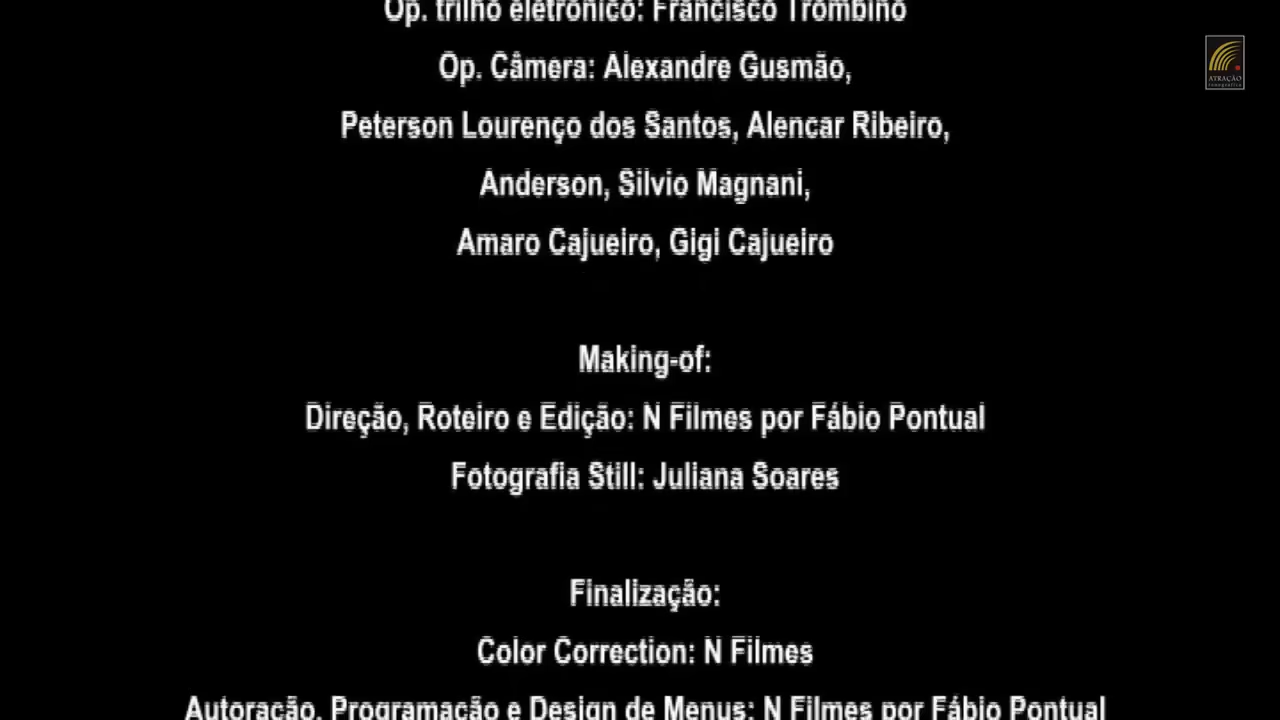 Op. trilho eletrônico: Francisco Trombino
Op. Câmera: Alexandre Gusmão,
Peterson Lourenço dos Santos, Alencar Ribeiro,
Anderson, Silvio Magnani,
Amaro Cajueiro, Gigi Cajueiro
Making-of:
Direção, Roteiro e Edição: N Filmes por Fábio Pontual
Fotografia Still: Juliana Soares
Finalização:
Color Correction: N Filmes
Autoração, Programação e Design de Menus: N Filmes por Fábio Pontual
ATRAÇÃO